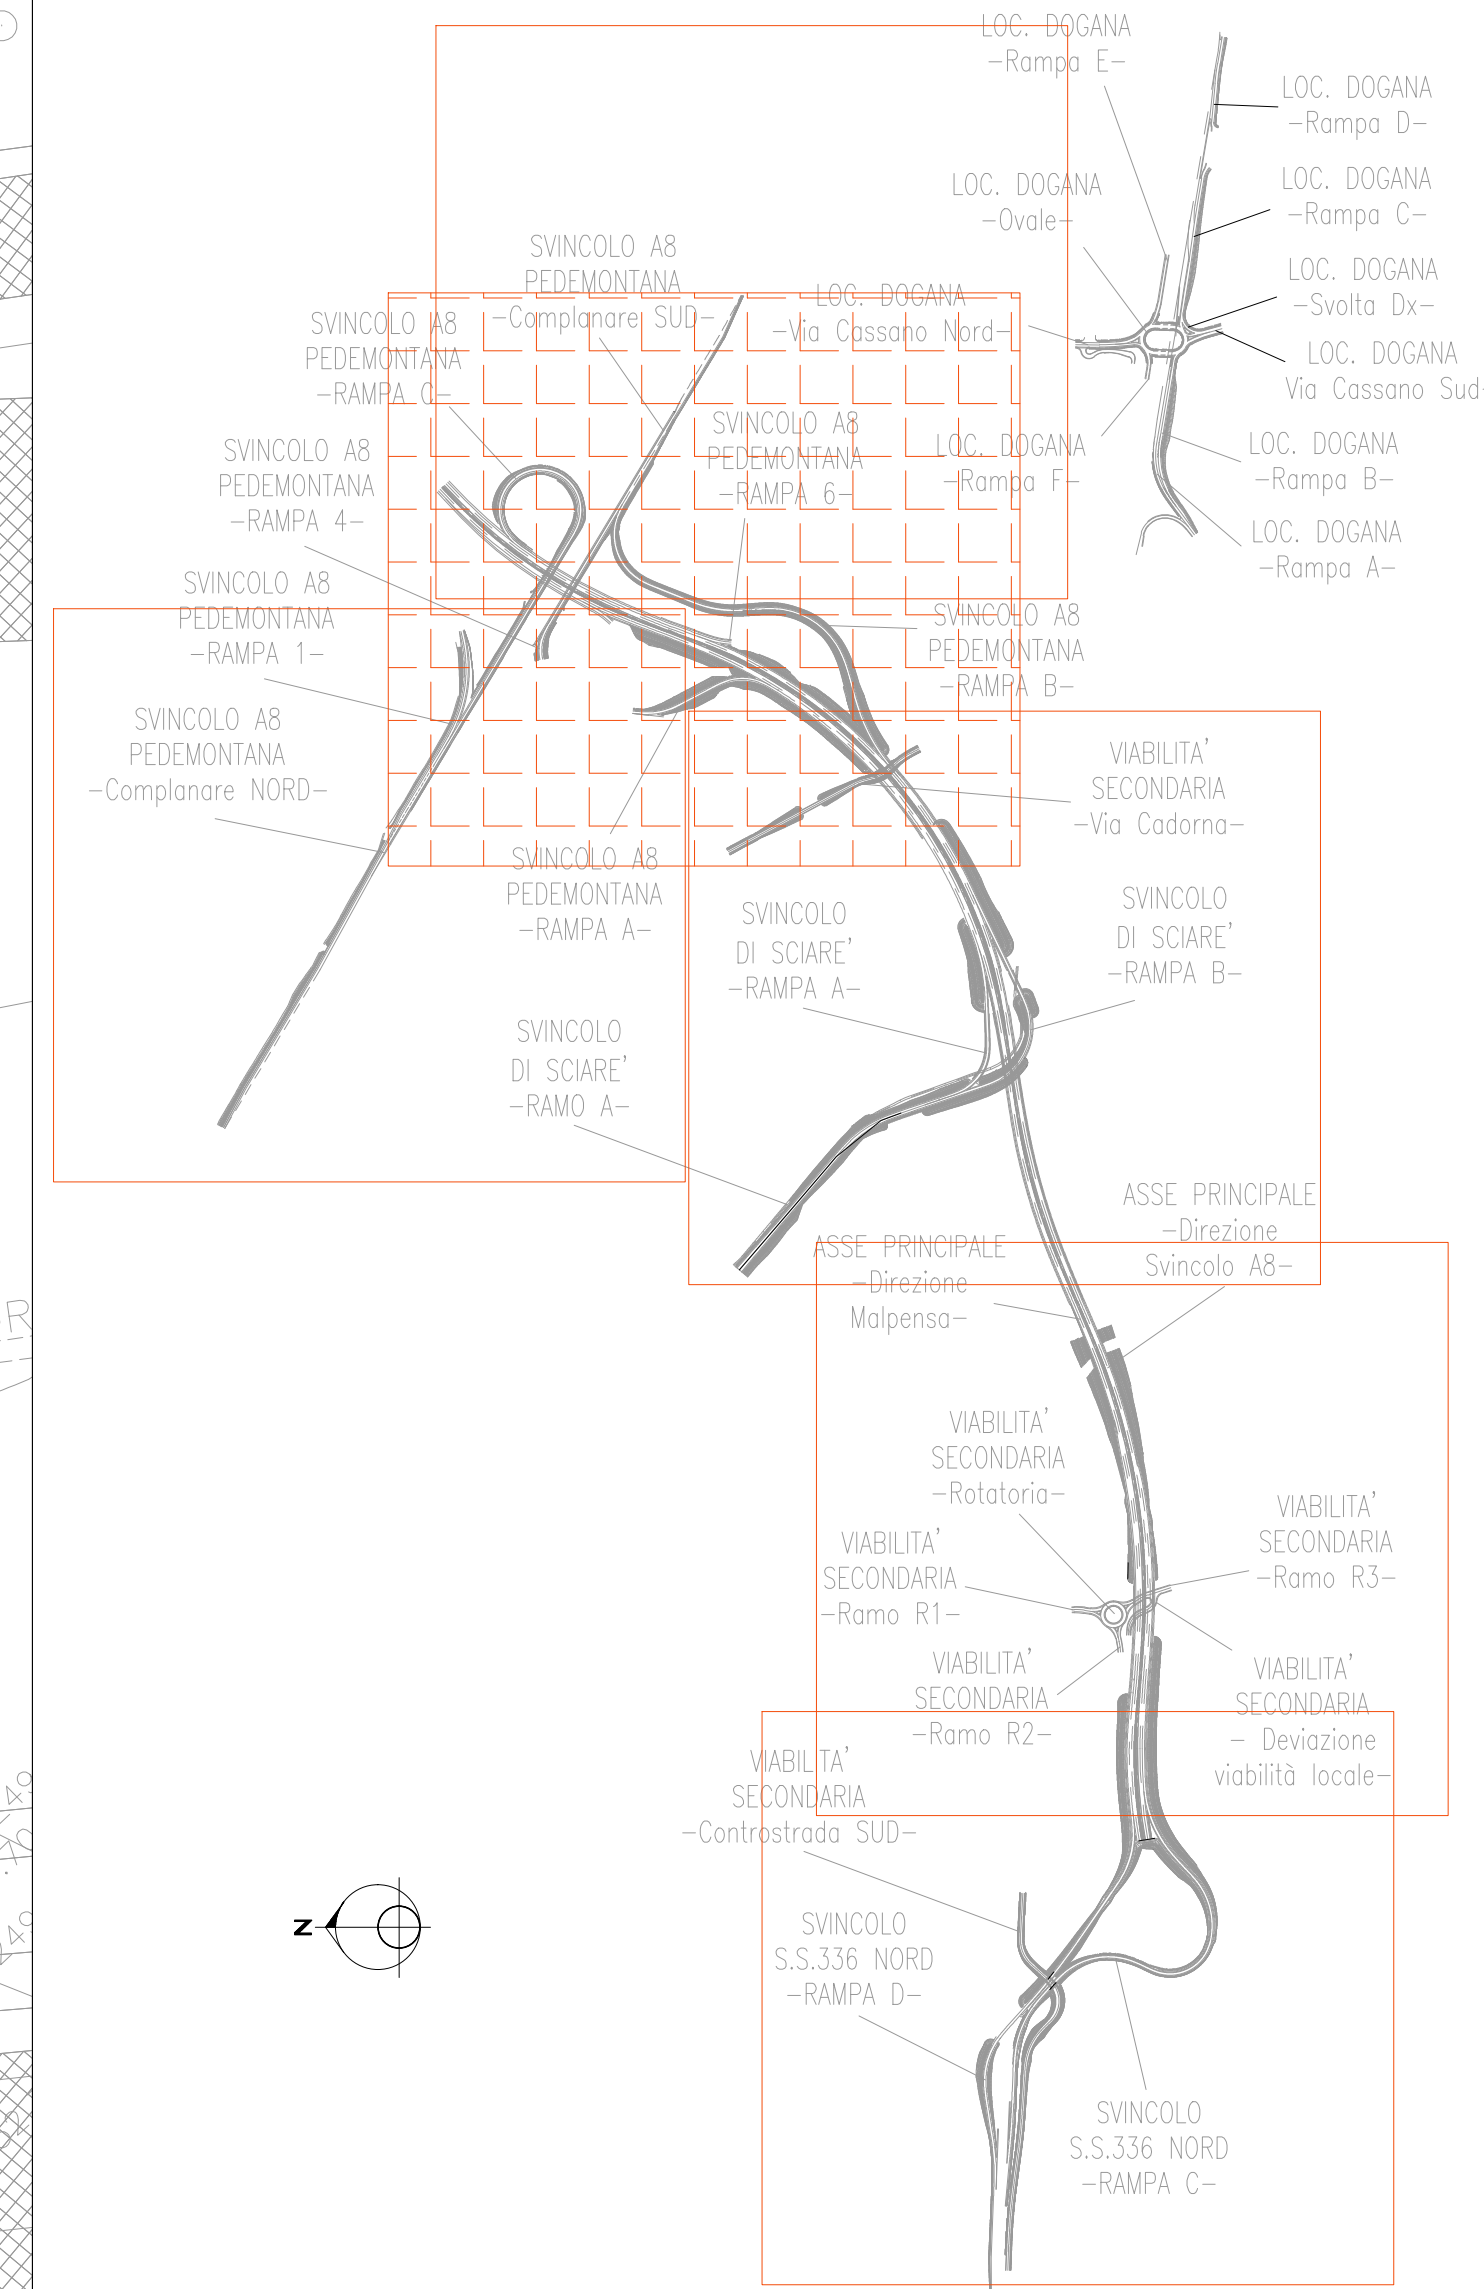 LOC. DOGANA
-Rampa E-
LOC. DOGANA
-Rampa D-
LOC. DOGANA
-Ovale-
LOC. DOGANA
-Rampa C-
SVINCOLO A8
PEDEMONTANA
-Complanare SUD-
LOC. DOGANA
-Svolta Dx-
LOC. DOGANA
-Via Cassano Nord-
SVINCOLO A8
PEDEMONTANA
-RAMPA C-
LOC. DOGANA
Via Cassano Sud-
SVINCOLO A8
PEDEMONTANA
-RAMPA 6-
LOC. DOGANA
-Rampa F-
LOC. DOGANA
-Rampa B-
SVINCOLO A8
PEDEMONTANA
-RAMPA 4-
LOC. DOGANA
-Rampa A-
SVINCOLO A8
PEDEMONTANA
-RAMPA 1-
SVINCOLO A8
PEDEMONTANA
-RAMPA B-
SVINCOLO A8
PEDEMONTANA
-Complanare NORD-
VIABILITA'
SECONDARIA
-Via Cadorna-
SVINCOLO A8
PEDEMONTANA
-RAMPA A-
SVINCOLO
DI SCIARE'
-RAMPA A-
SVINCOLO
DI SCIARE'
-RAMPA B-
SVINCOLO
DI SCIARE'
-RAMO A-
ASSE PRINCIPALE
-Direzione
Svincolo A8-
ASSE PRINCIPALE
-Direzione
Malpensa-
VIABILITA'
SECONDARIA
-Rotatoria-
VIABILITA'
SECONDARIA
-Ramo R3-
VIABILITA'
SECONDARIA
-Ramo R1-
VIABILITA'
SECONDARIA
-Ramo R2-
VIABILITA'
SECONDARIA
- Deviazione
viabilità locale-
VIABILITA'
SECONDARIA
-Controstrada SUD-
N
SVINCOLO
S.S.336 NORD
-RAMPA D-
SVINCOLO
S.S.336 NORD
-RAMPA C-